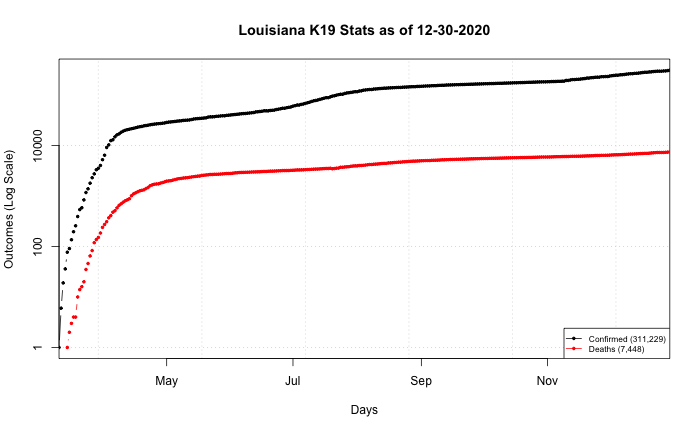 Louisiana K19 Stats as of 12-30-2020
Outcomes (Log Scale)
10000
100
1
Confirmed (311,229)
Deaths (7,448)
May
Jul
Sep
Nov
Days